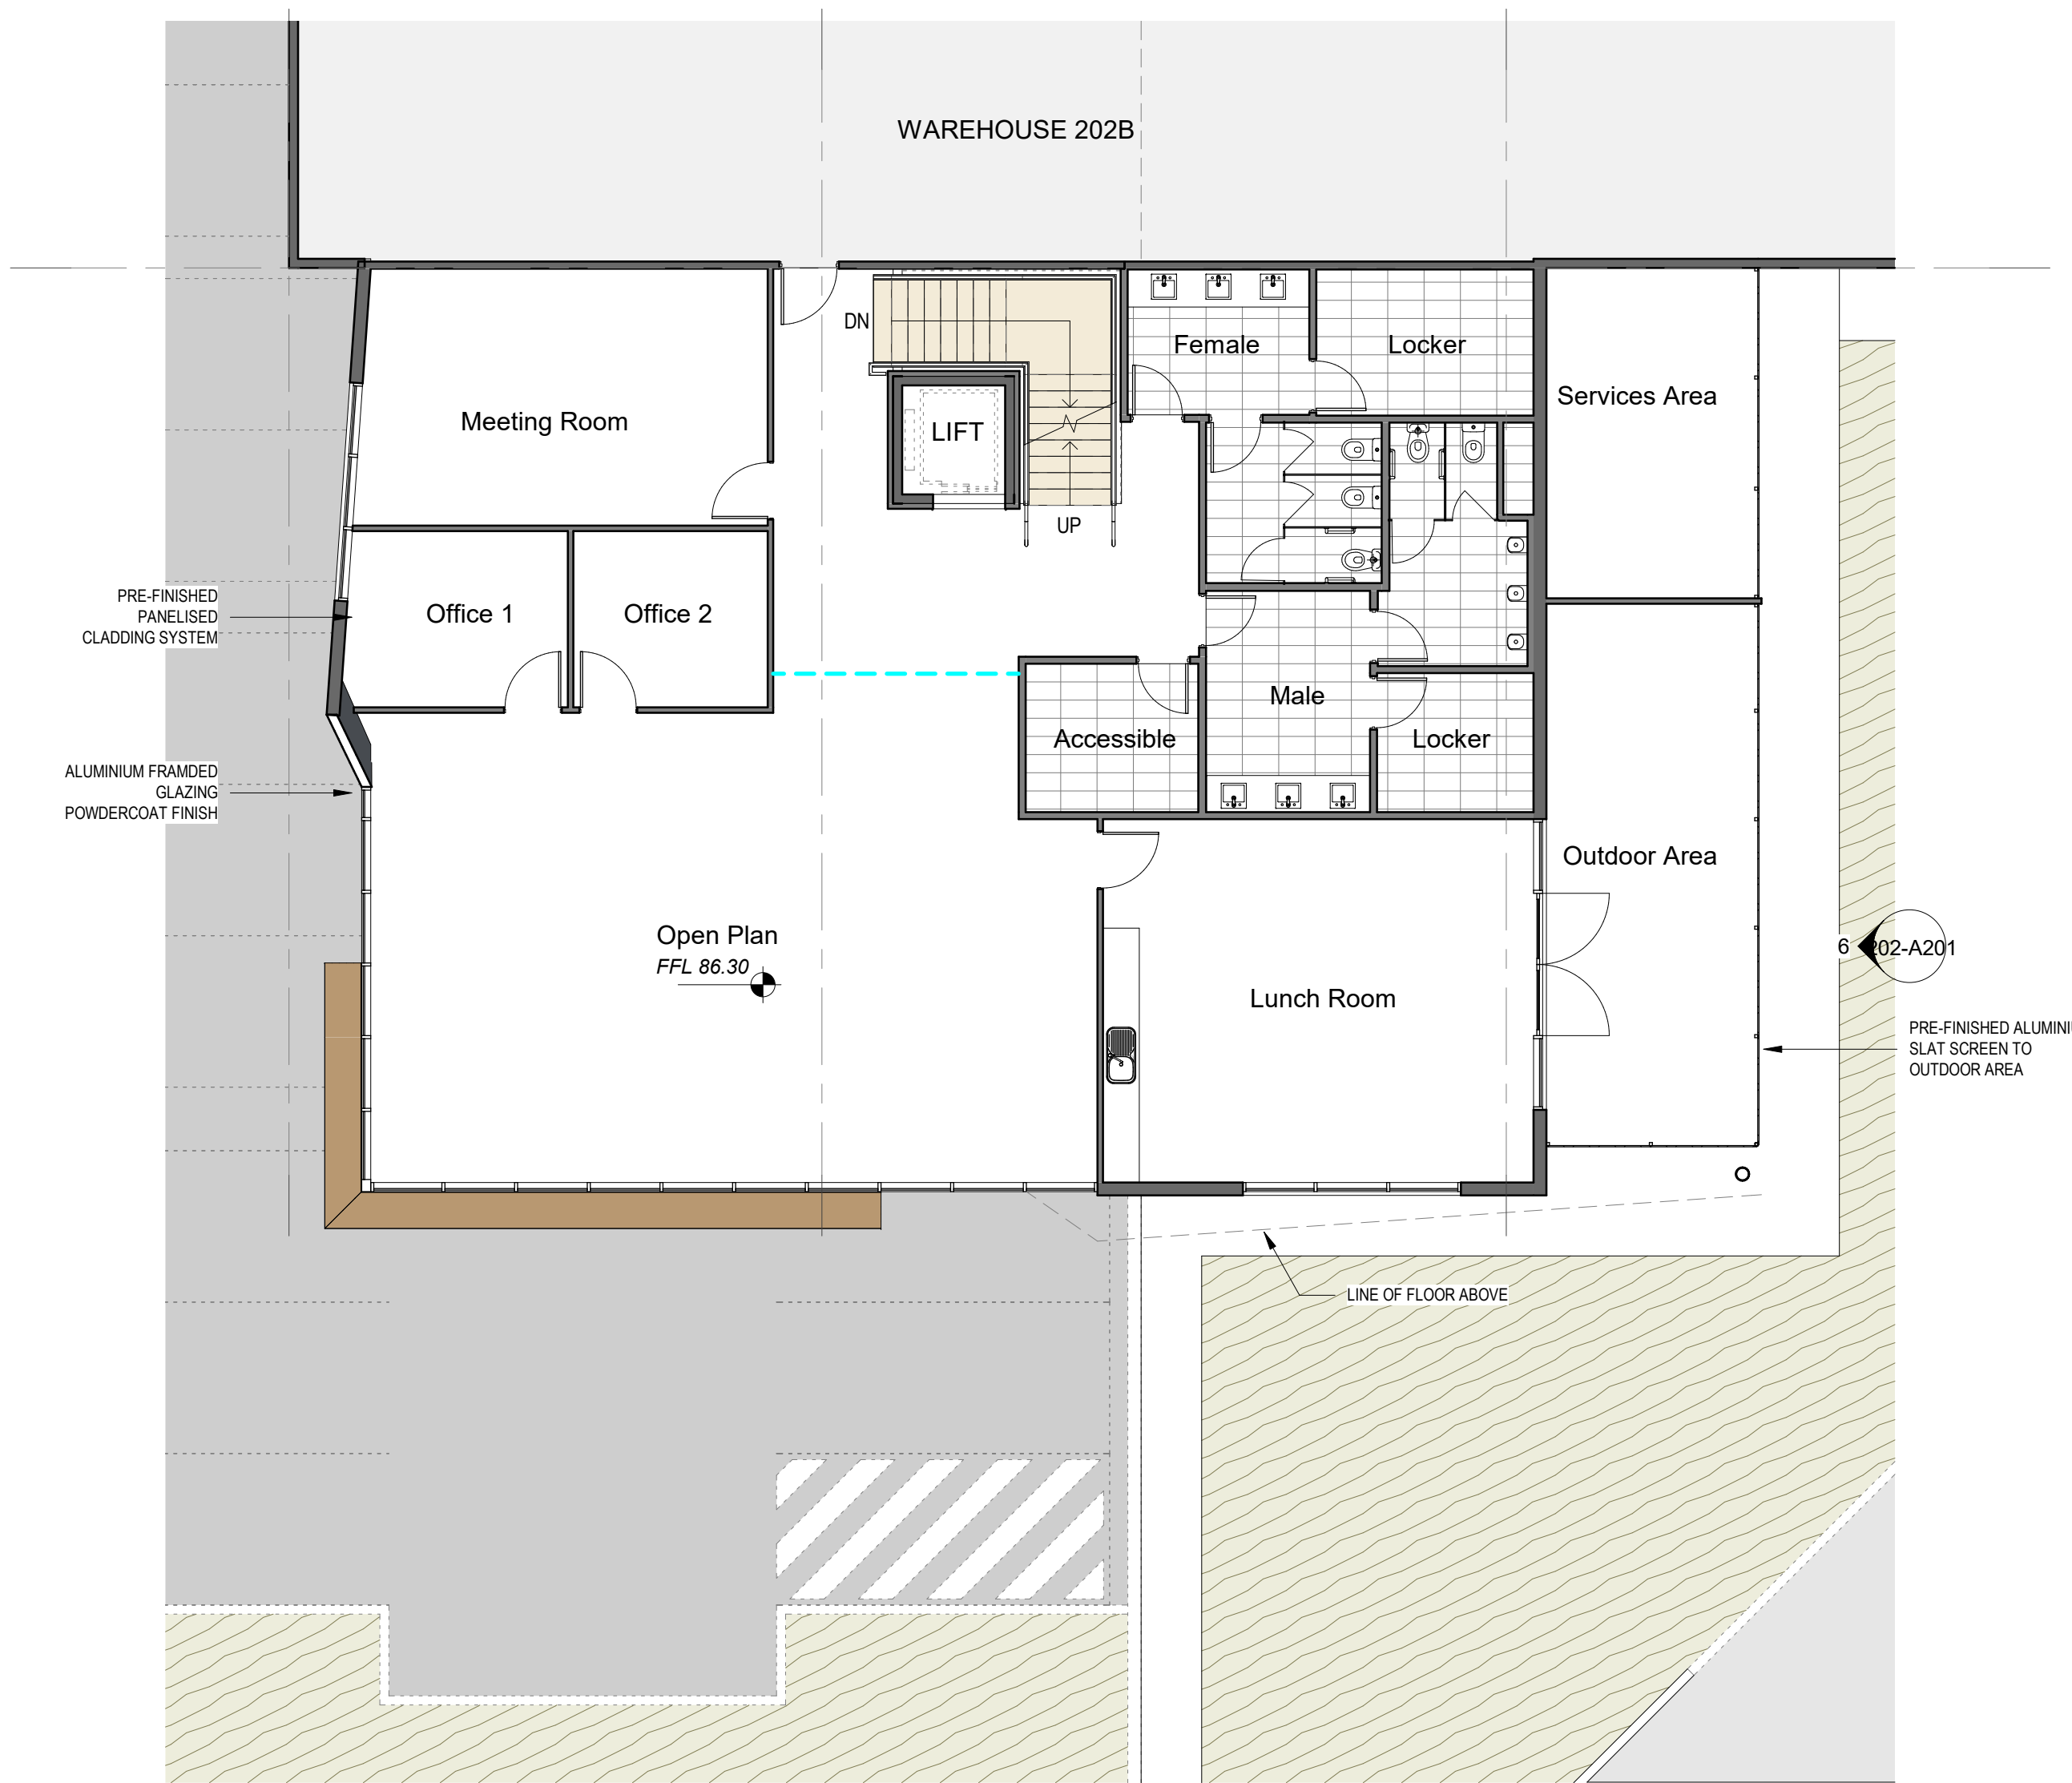 WAREHOUSE 202B
DN
Female
Locker
Services Area
Meeting Room
LIFT
UP
PRE-FINISHED
PANELISED
CLADDING SYSTEM
Office 1
Office 2
Male
Accessible
Locker
ALUMINIUM FRAMDED
GLAZING
POWDERCOAT FINISH
Outdoor Area
Open Plan
FFL 86.30
6
202-A201
Lunch Room
PRE-FINISHED
SLAT SCREEN TO
OUTDOOR AREA
LINE OF FLOOR ABOVE